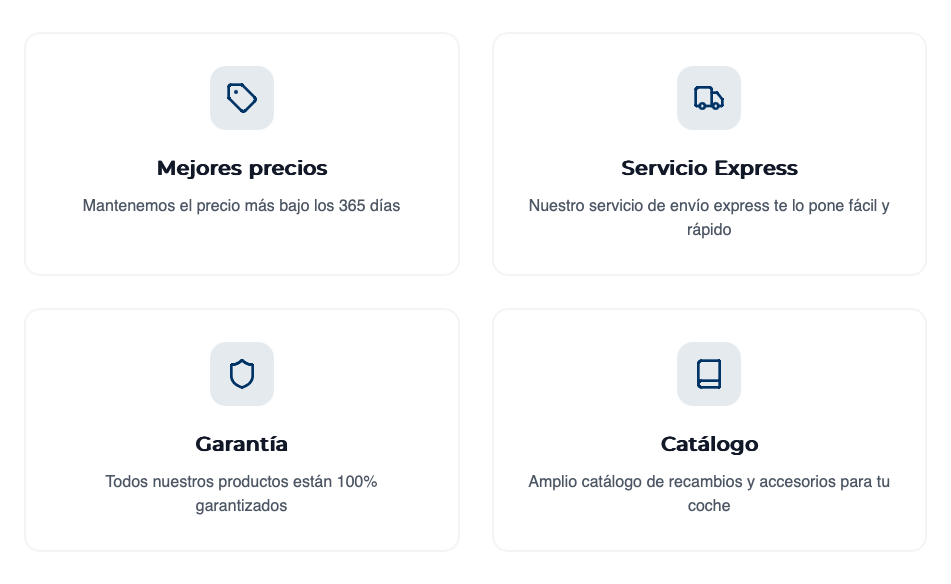 Mejores precios
Mantenemos el precio más bajo los 365 días
Servicio Express
Nuestro servicio de envío express te lo pone fácil y
rápido
Garantía
Todos nuestros productos están 100%
garantizados
Catálogo
Amplio catálogo de recambios y accesorios para tu
coche